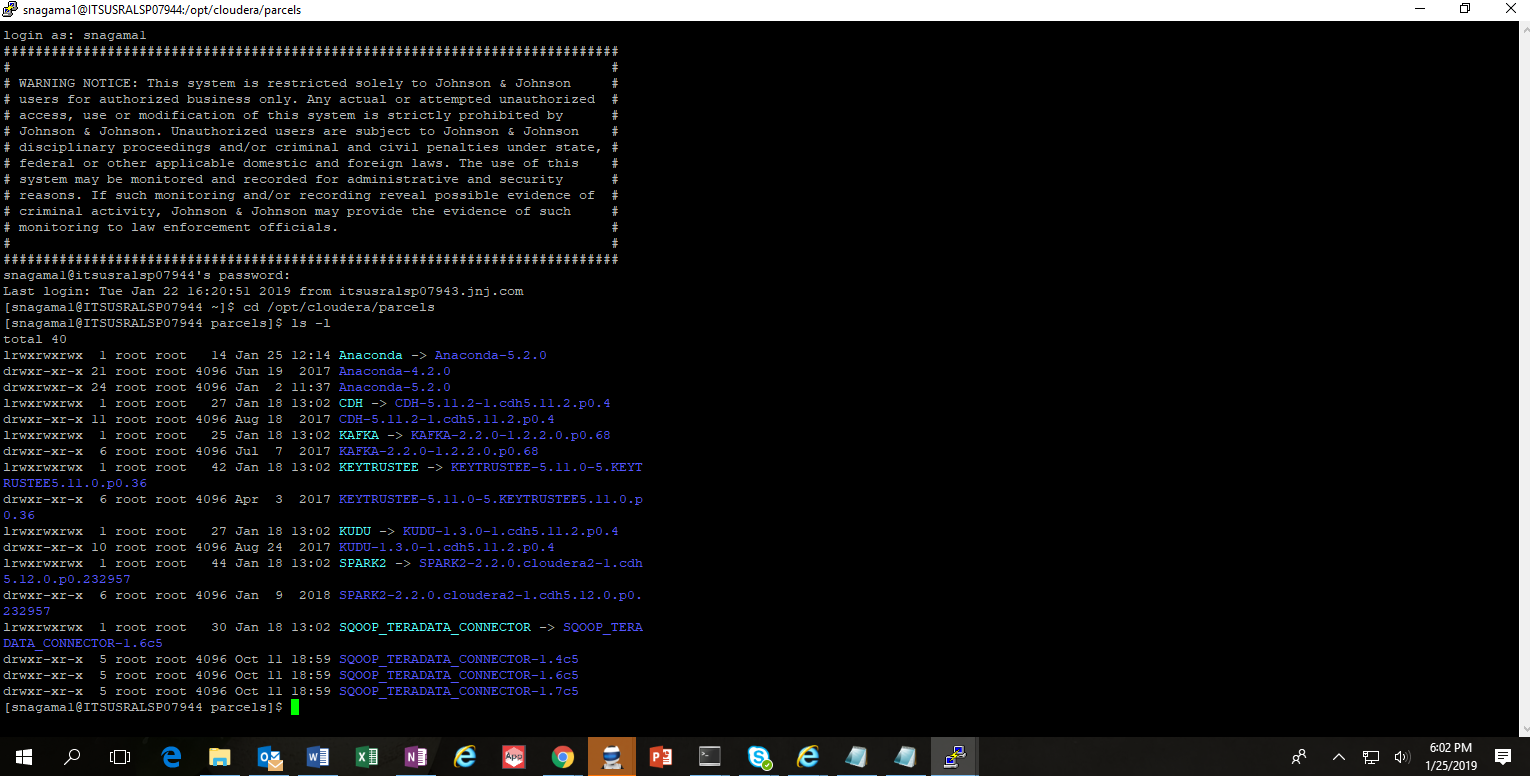 snagama1@ITSUSRALSP07944:/opt/cloudera/parcels
login as: snagama1
#############################################################################
#                                                                           #
# WARNING NOTICE: This system is restricted solely to Johnson & Johnson     #
# users for authorized business only. Any actual or attempted unauthorized  #
# access, use or modification of this system is strictly prohibited by      #
# Johnson & Johnson. Unauthorized users are subject to Johnson & Johnson    #
# disciplinary proceedings and/or criminal and civil penalties under state, #
# federal or other applicable domestic and foreign laws. The use of this    #
# system may be monitored and recorded for administrative and security      #
# reasons. If such monitoring and/or recording reveal possible evidence of  #
# criminal activity, Johnson & Johnson may provide the evidence of such     #
# monitoring to law enforcement officials.                                  #
#                                                                           #
#############################################################################
snagama1@itsusralsp07944's password:
Last login: Tue Jan 22 16:20:51 2019 from itsusralsp07943.jnj.com
[snagama1@ITSUSRALSP07944 ~]$ cd /opt/cloudera/parcels
[snagama1@ITSUSRALSP07944 parcels]$ ls -l
total 40
lrwxrwxrwx  1 root root   14 Jan 25 12:14 Anaconda -> Anaconda-5.2.0
drwxr-xr-x 21 root root 4096 Jun 19  2017 Anaconda-4.2.0
drwxrwxr-x 24 root root 4096 Jan  2 11:37 Anaconda-5.2.0
lrwxrwxrwx  1 root root   27 Jan 18 13:02 CDH -> CDH-5.11.2-1.cdh5.11.2.p0.4
drwxr-xr-x 11 root root 4096 Aug 18  2017 CDH-5.11.2-1.cdh5.11.2.p0.4
lrwxrwxrwx  1 root root   25 Jan 18 13:02 KAFKA -> KAFKA-2.2.0-1.2.2.0.p0.68
drwxr-xr-x  6 root root 4096 Jul  7  2017 KAFKA-2.2.0-1.2.2.0.p0.68
lrwxrwxrwx  1 root root   42 Jan 18 13:02 KEYTRUSTEE -> KEYTRUSTEE-5.11.0-5.KEYT
RUSTEE5.11.0.p0.36
drwxr-xr-x  6 root root 4096 Apr  3  2017 KEYTRUSTEE-5.11.0-5.KEYTRUSTEE5.11.0.p
0.36
lrwxrwxrwx  1 root root   27 Jan 18 13:02 KUDU -> KUDU-1.3.0-1.cdh5.11.2.p0.4
drwxr-xr-x 10 root root 4096 Aug 24  2017 KUDU-1.3.0-1.cdh5.11.2.p0.4
lrwxrwxrwx  1 root root   44 Jan 18 13:02 SPARK2 -> SPARK2-2.2.0.cloudera2-1.cdh
5.12.0.p0.232957
drwxr-xr-x  6 root root 4096 Jan  9  2018 SPARK2-2.2.0.cloudera2-1.cdh5.12.0.p0.
232957
lrwxrwxrwx  1 root root   30 Jan 18 13:02 SQOOP_TERADATA_CONNECTOR -> SQOOP_TERA
DATA_CONNECTOR-1.6c5
drwxr-xr-x  5 root root 4096 Oct 11 18:59 SQOOP_TERADATA_CONNECTOR-1.4c5
drwxr-xr-x  5 root root 4096 Oct 11 18:59 SQOOP_TERADATA_CONNECTOR-1.6c5
drwxr-xr-x  5 root root 4096 Oct 11 18:59 SQOOP_TERADATA_CONNECTOR-1.7c5
[snagama1@ITSUSRALSP07944 parcels]$
App
6:02 PM
1/25/2019